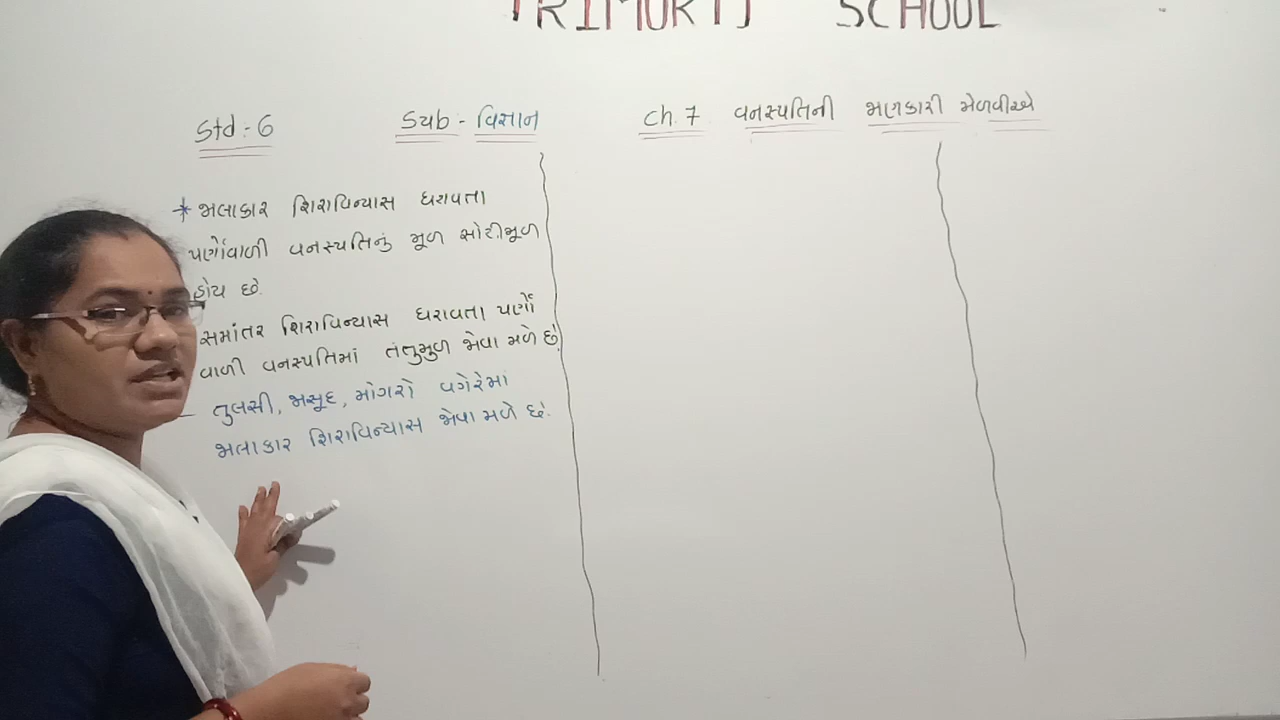 TRIMURTI SCHOOL
Std:-6 Sub:- વિજ્ઞાન Ch.7 વનસ્પતિની જાણકારી મેળવીએ
* જાલાકાર શિરાવિન્યાસ ધરાવતા
પર્ણોવાળી વનસ્પતિનું મૂળ સોટીમૂળ
હોય છે.
સમાંતર શિરાવિન્યાસ ધરાવતા પર્ણો
વાળી વનસ્પતિમાં તંતુમુળ જોવા મળે છે.
તુલસી, જાસૂદ, મોગરો વગેરેમાં
જાલાકાર શિરાવિન્યાસ જોવા મળે છે.